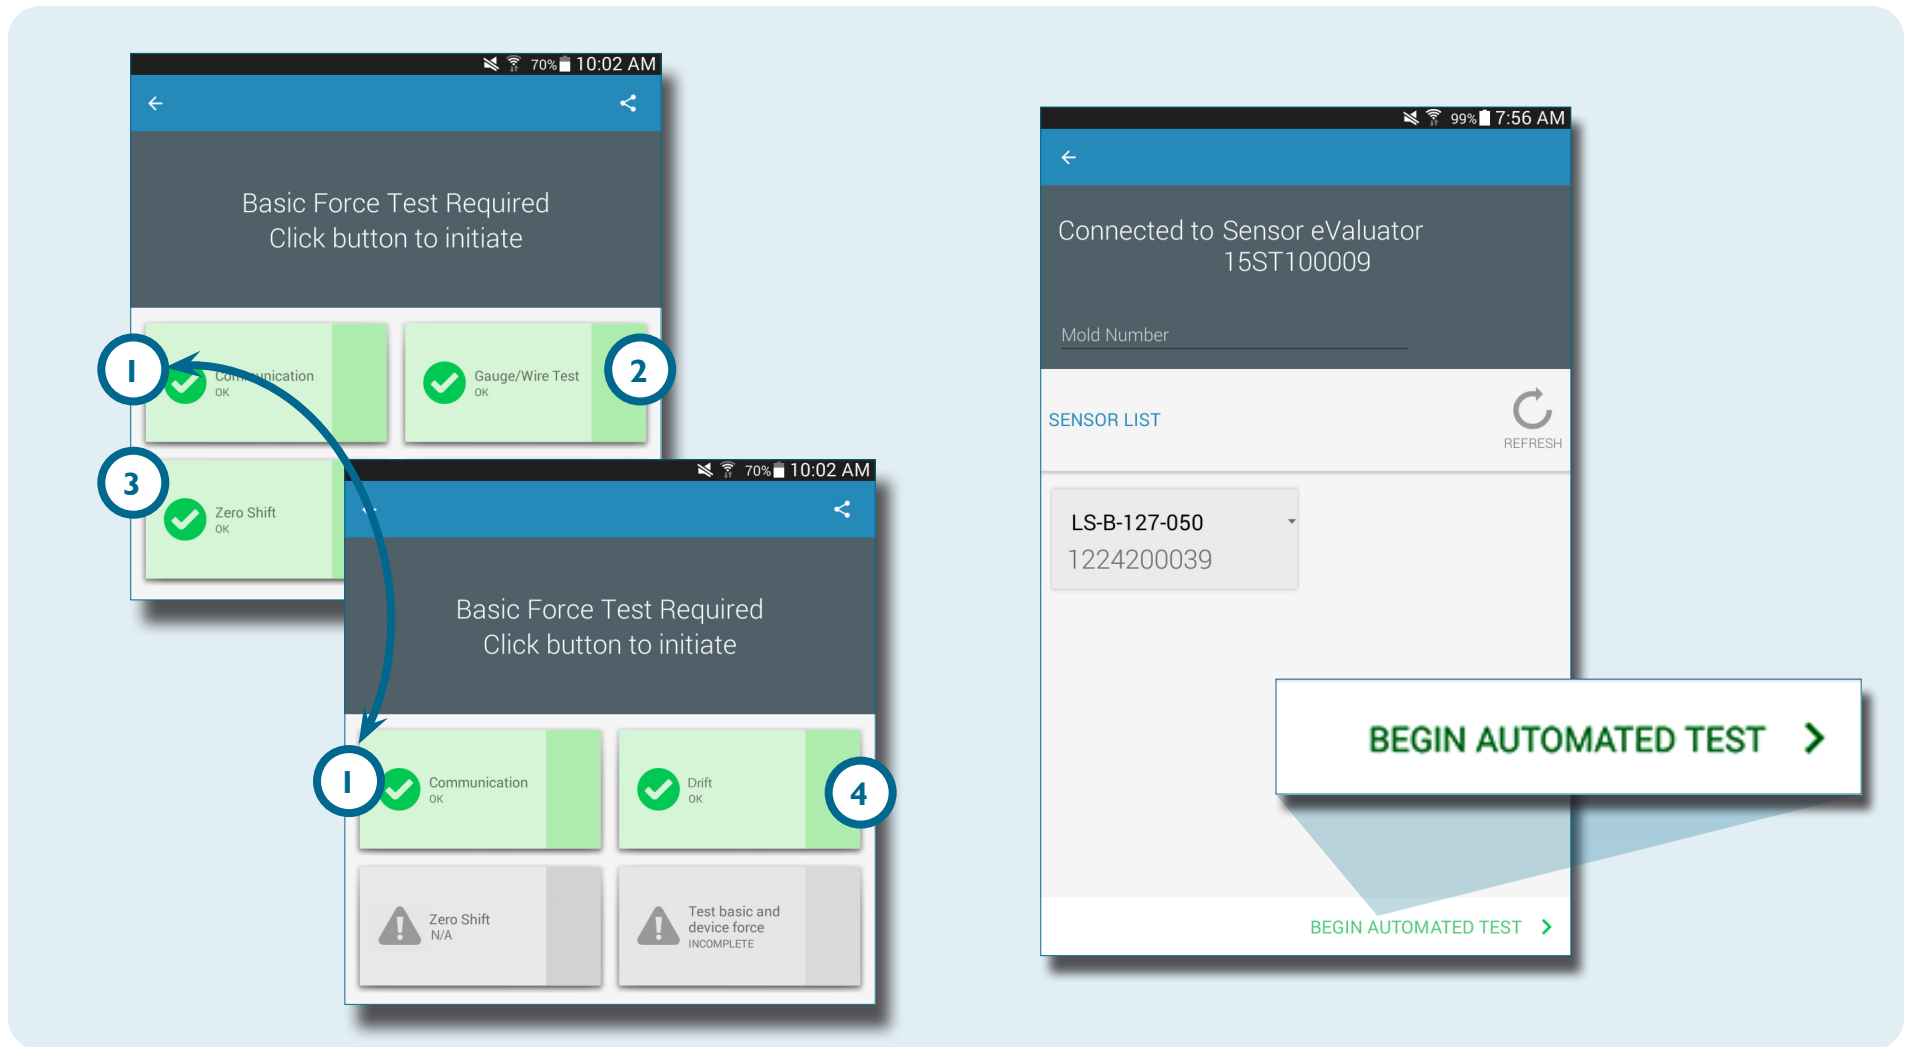 70% 10:02 AM
Basic Force Test Required
Click button to initiate
1
Communication
OK
Gauge/Wire Test
OK
2
3
Zero Shift
OK
70% 10:02 AM
Basic Force Test Required
Click button to initiate
1
Communication
OK
Drift
OK
4
Zero Shift
N/A
Test basic and
device force
INCOMPLETE
99% 7:56 AM
Connected to Sensor eValuator
15ST100009
Mold Number
SENSOR LIST
REFRESH
LS-B-127-050
1224200039
BEGIN AUTOMATED TEST
BEGIN AUTOMATED TEST